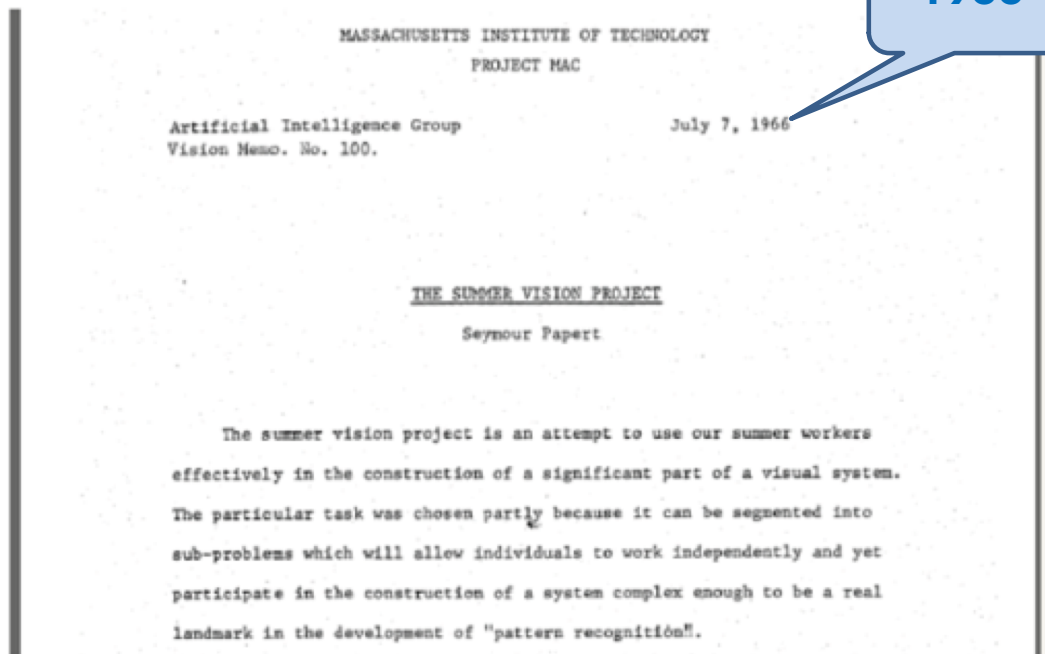 MASSACHUSETTS INSTITUTE OF TECHNOLOGY
PROJECT MAC
Artificial Intelligence Group
July 7, 1966
Vision Memo. No. 100.
THE SUMMER VISION PROJECT
Seymour Papert
The summer vision project is an attempt to use our summer workers
effectively in the construction of a significant part of a visual system.
The particular task was chosen partly because it can be segmented into
sub-problems which will allow individuals to work independently and yet
participate in the construction of a system complex enough to be a real
landmark in the development of "pattern recognition".